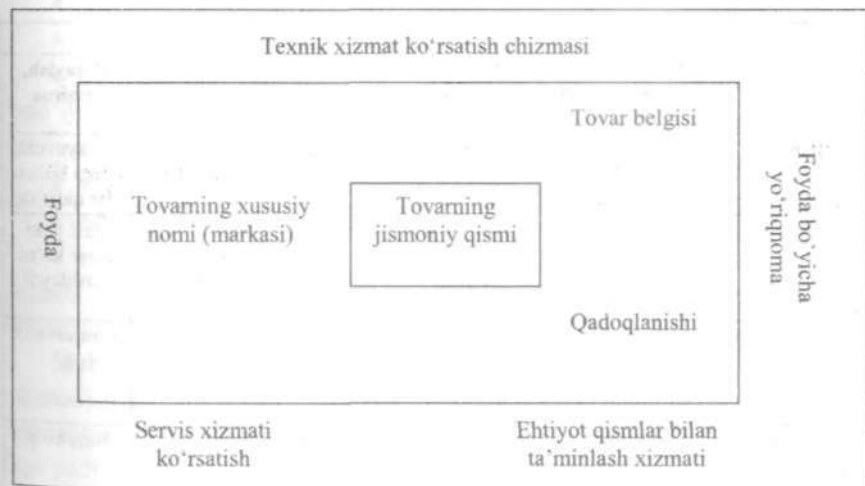 Texnik xizmat ko‘rsatish chizmasi
Tovar belgisi
Foyda
Tovarning xususiy
nomi (markasi)
Tovarning
jismoniy qismi
Foyda bo`yicha
yo‘riqnoma
Qadoqlanishi
Servis xizmati
ko‘rsatish
Ehtiyot qismlar bilan
ta’minlash xizmati